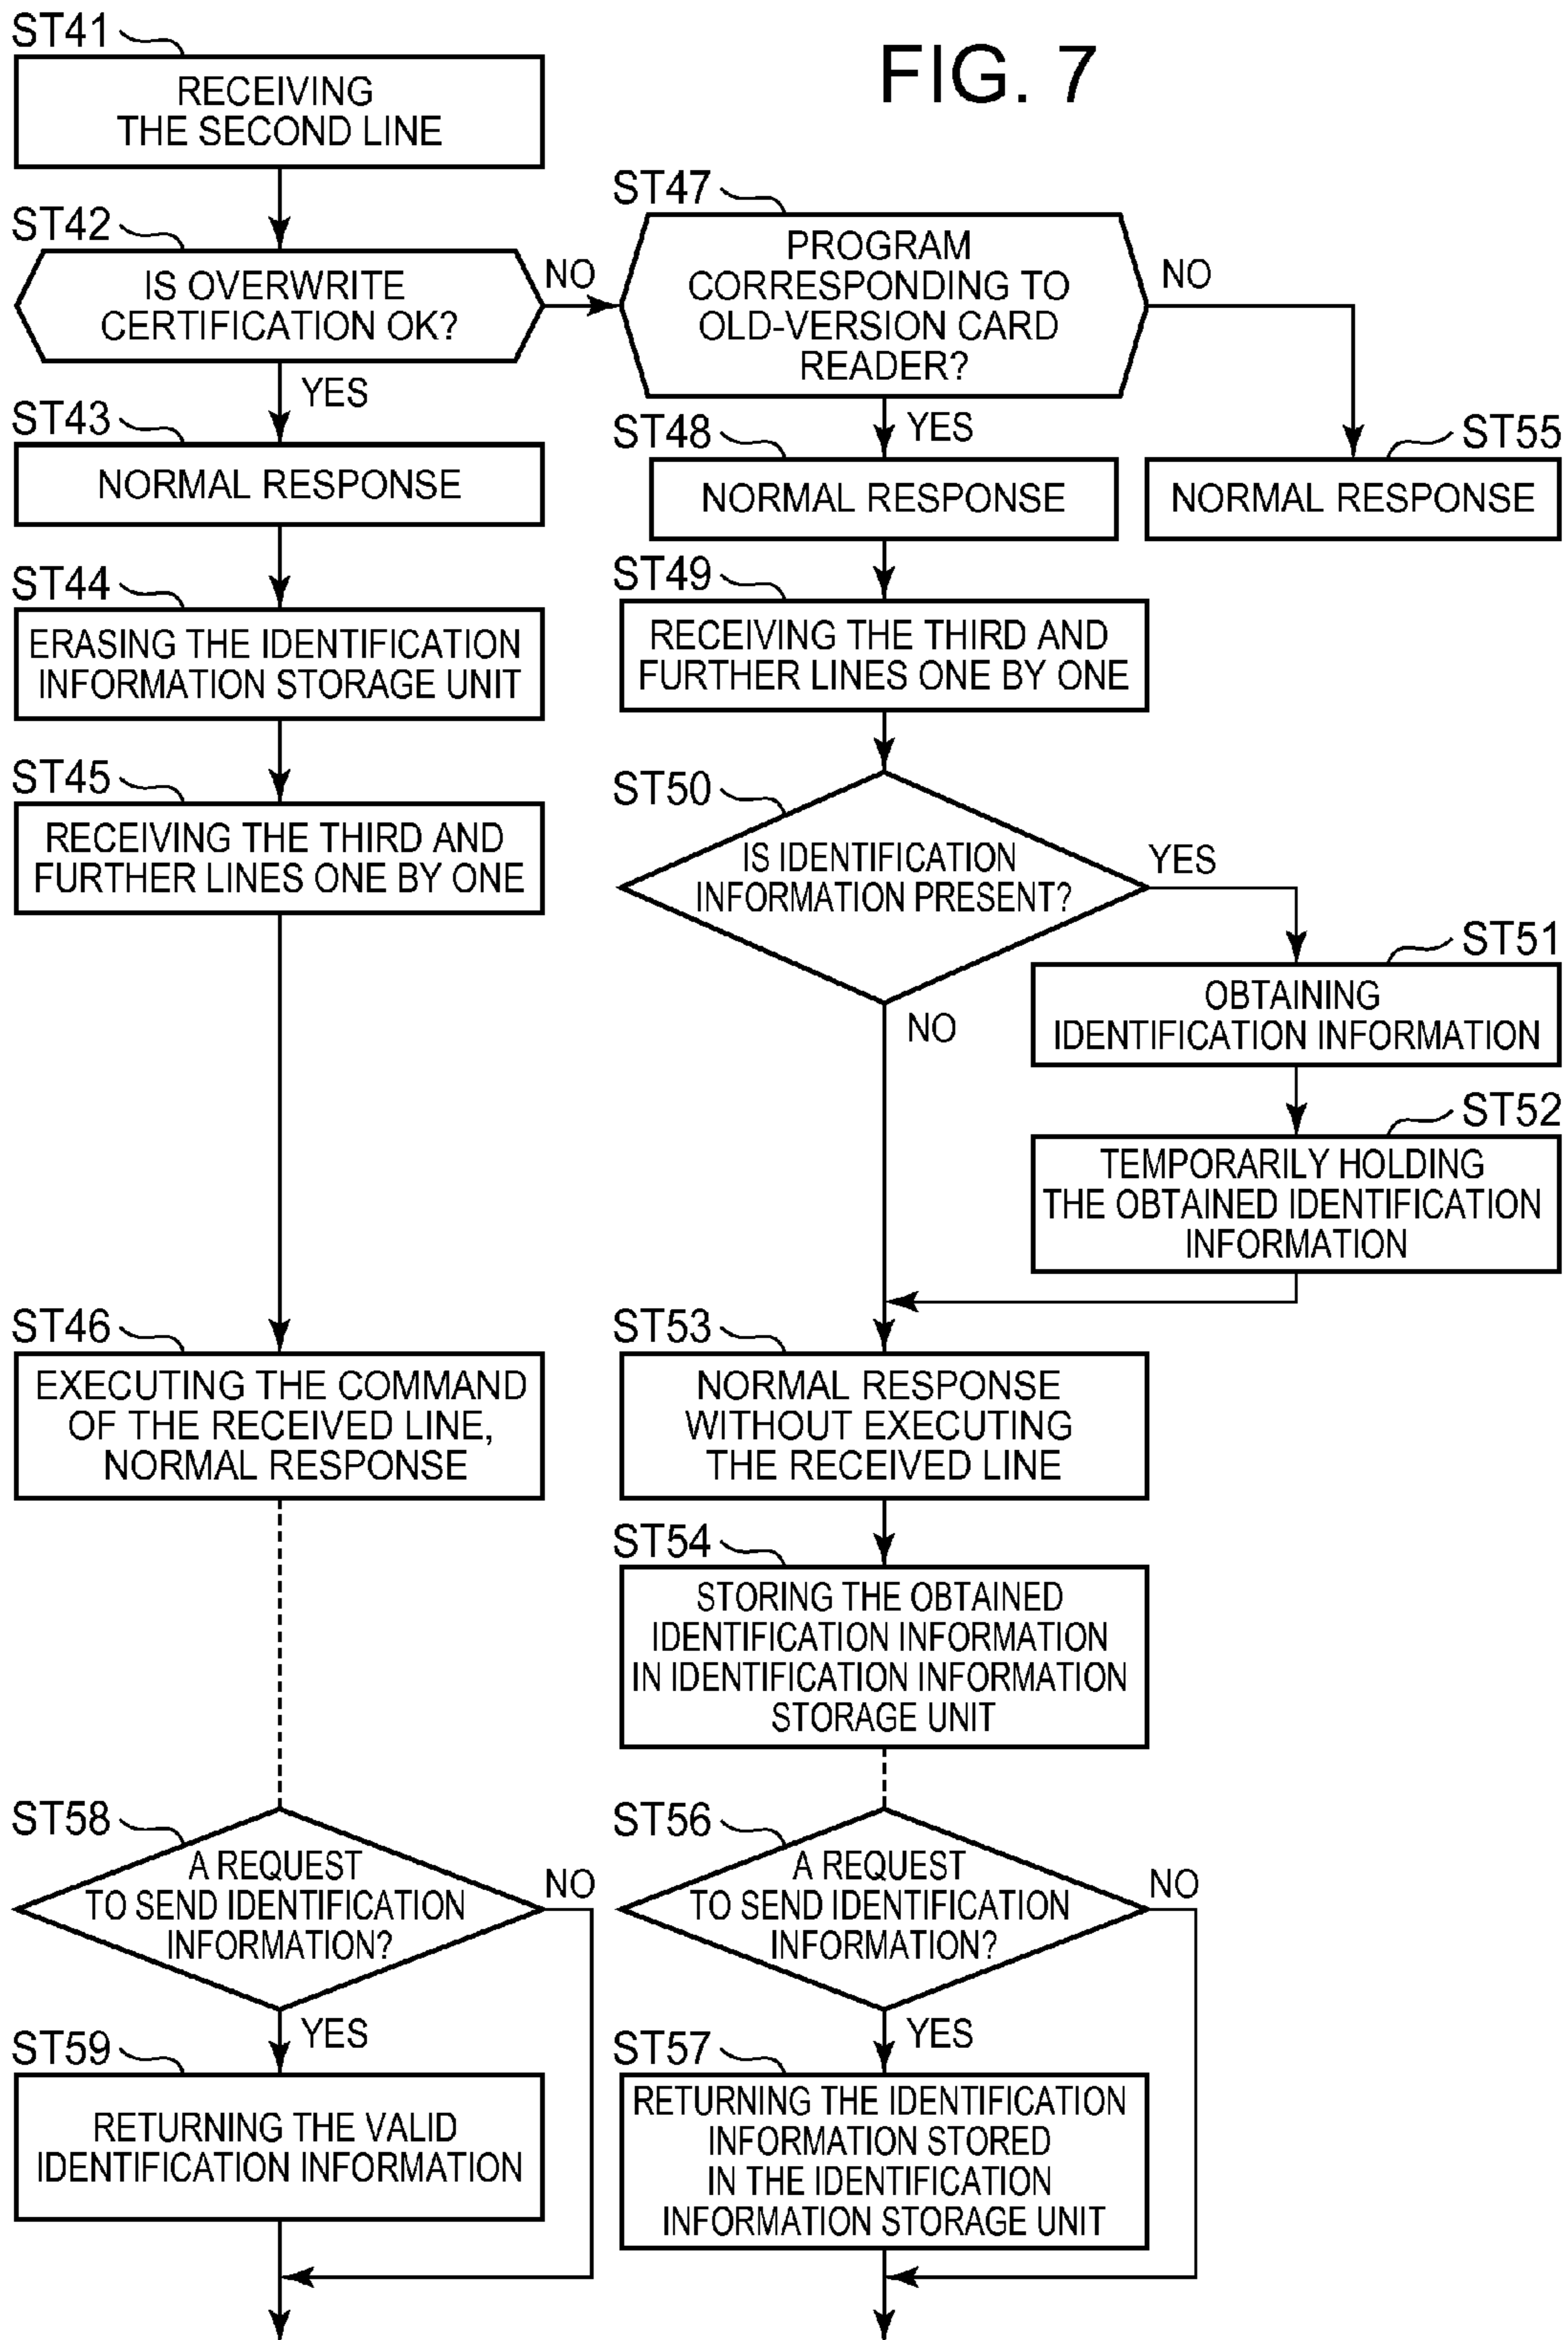 FIG. 7
ST41
RECEIVING
THE SECOND LINE
ST42
IS OVERWRITE
CERTIFICATION OK?
NO
YES
ST43
NORMAL RESPONSE
ST44
ERASING THE IDENTIFICATION
INFORMATION STORAGE UNIT
ST45
RECEIVING THE THIRD AND
FURTHER LINES ONE BY ONE
ST46
EXECUTING THE COMMAND
OF THE RECEIVED LINE,
NORMAL RESPONSE
ST58
A REQUEST
TO SEND IDENTIFICATION
INFORMATION?
NO
YES
ST59
RETURNING THE VALID
IDENTIFICATION INFORMATION
ST47
PROGRAM
CORRESPONDING TO
OLD-VERSION CARD
READER?
NO
YES
ST48
NORMAL RESPONSE
ST55
NORMAL RESPONSE
ST49
RECEIVING THE THIRD AND
FURTHER LINES ONE BY ONE
ST50
IS IDENTIFICATION
INFORMATION PRESENT?
YES
NO
ST51
OBTAINING
IDENTIFICATION INFORMATION
ST52
TEMPORARILY HOLDING
THE OBTAINED IDENTIFICATION
INFORMATION
ST53
NORMAL RESPONSE
WITHOUT EXECUTING
THE RECEIVED LINE
ST54
STORING THE OBTAINED
IDENTIFICATION INFORMATION
IN IDENTIFICATION INFORMATION
STORAGE UNIT
ST56
A REQUEST
TO SEND IDENTIFICATION
INFORMATION?
NO
YES
ST57
RETURNING THE IDENTIFICATION
INFORMATION STORED
IN THE IDENTIFICATION
INFORMATION STORAGE UNIT